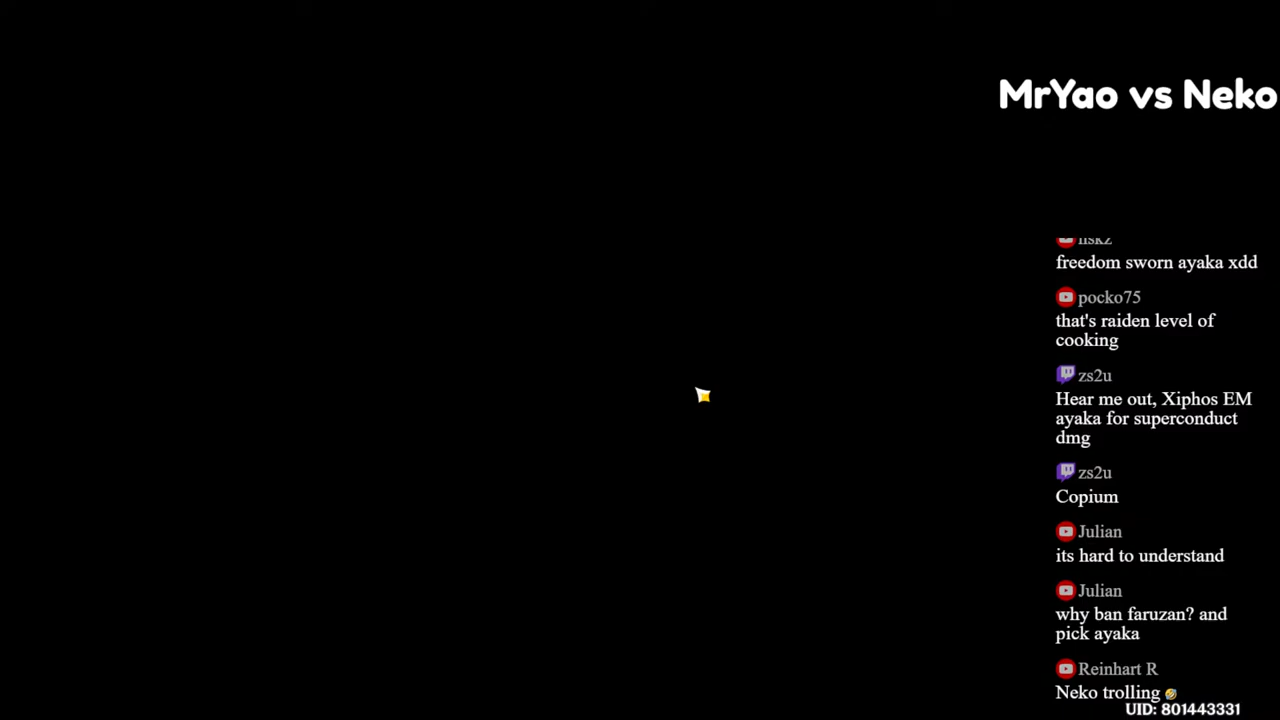 MrYao vs Neko
freedom sworn ayaka xdd
pocko75
that's raiden level of
cooking
zs2u
Hear me out, Xiphos EM
ayaka for superconduct
dmg
zs2u
Copium
Julian
its hard to understand
Julian
why ban faruzan? and
pick ayaka
Reinhart R
Neko trolling 🤣
UID: 801443331